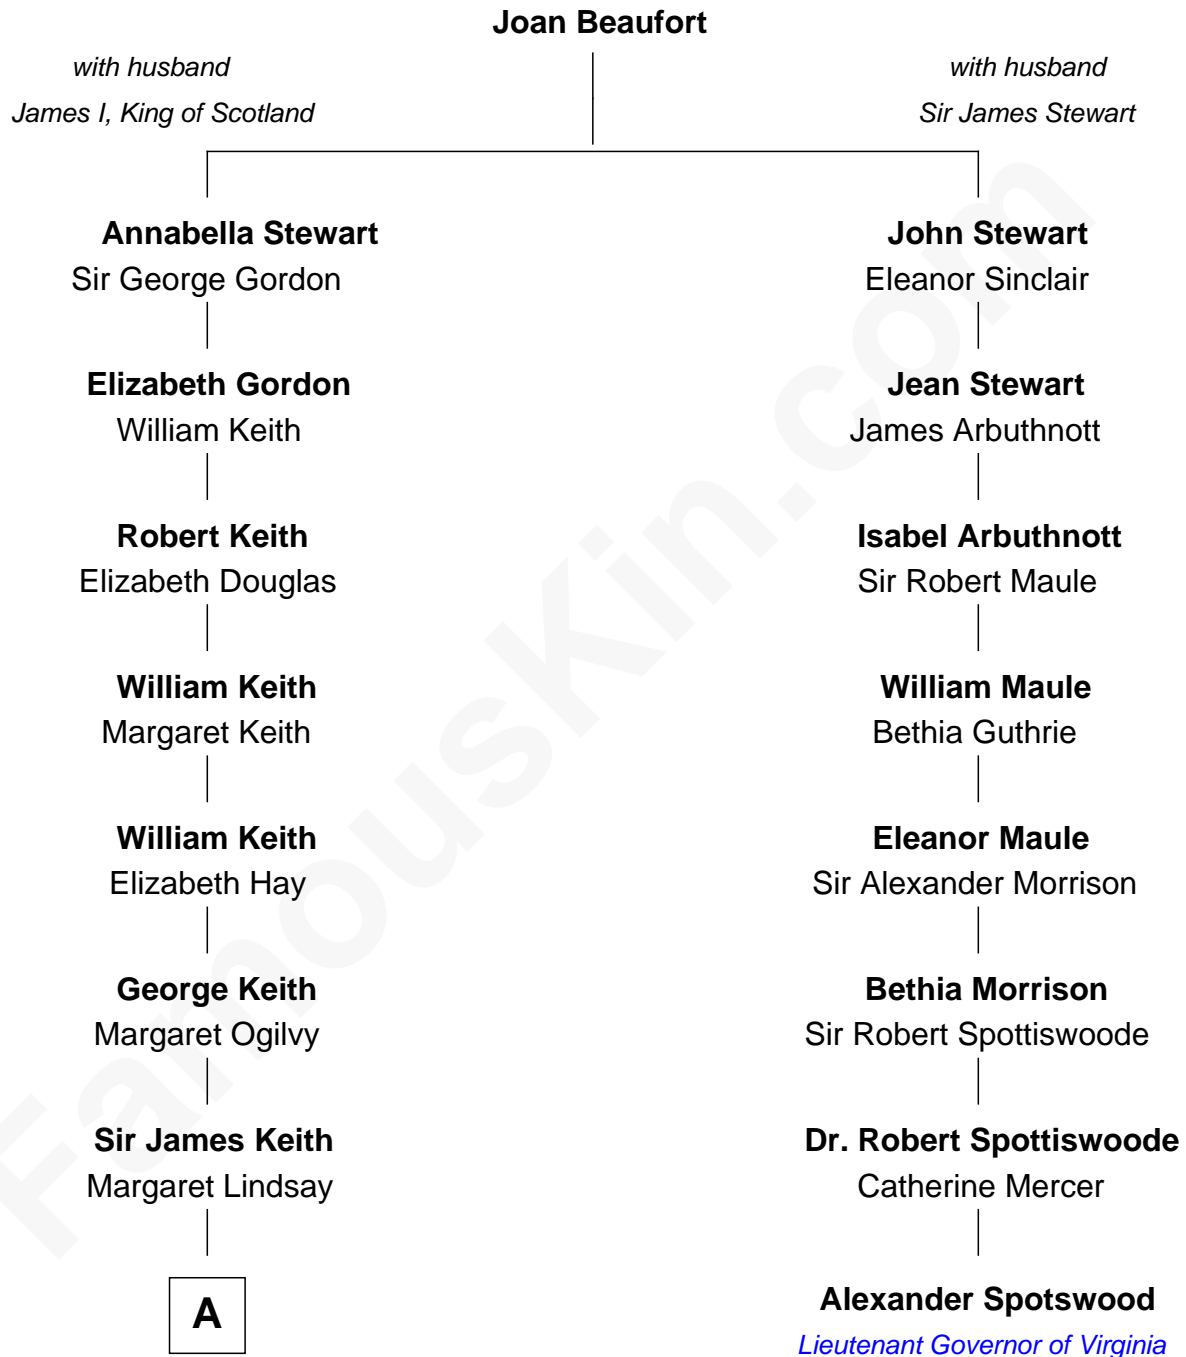 Joan Beaufort
with husband
James I, King of Scotland
with husband
Sir James Stewart
Annabella Stewart
Sir George Gordon
John Stewart
Eleanor Sinclair
Elizabeth Gordon
William Keith
Jean Stewart
James Arbuthnott
Robert Keith
Elizabeth Douglas
Isabel Arbuthnott
Sir Robert Maule
William Keith
Margaret Keith
William Maule
Bethia Guthrie
William Keith
Elizabeth Hay
Eleanor Maule
Sir Alexander Morrison
George Keith
Margaret Ogilvy
Bethia Morrison
Sir Robert Spottiswoode
Sir James Keith
Margaret Lindsay
Dr. Robert Spottiswoode
Catherine Mercer
A
Alexander Spotswood
Lieutenant Governor of Virginia
FamousKin.com